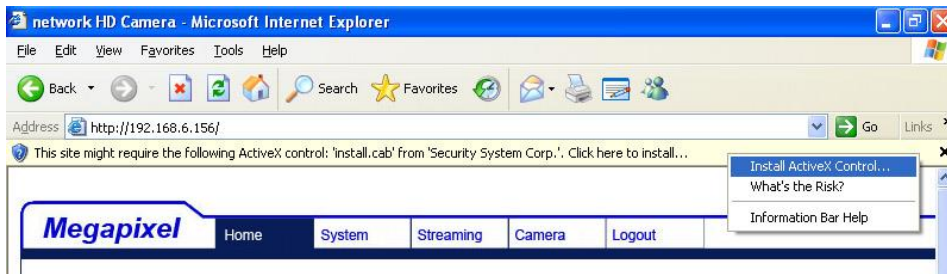 network HD Camera - Microsoft Internet Explorer
File Edit View Favorites Tools Help
Back Search Favorites
Address http://192.168.6.156/ Go Links
This site might require the following ActiveX control: 'install.cab' from 'Security System Corp.'. Click here to install...
Install ActiveX Control...
What's the Risk?
Information Bar Help
Megapixel Home System Streaming Camera Logout